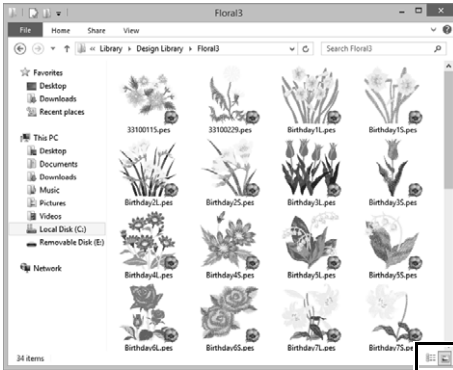 Floral3
File Home Share View
« Library Design Library Floral3 Search Floral3
Favorites
Desktop
Downloads
Recent places
This PC
Desktop
Documents
Downloads
Music
Pictures
Videos
Local Disk (C:)
Removable Disk (E:)
Network
33100115.pes 33100229.pes Birthday1L.pes Birthday1S.pes
Birthday2L.pes Birthday2S.pes Birthday3L.pes Birthday3S.pes
Birthday4L.pes Birthday4S.pes Birthday5L.pes Birthday5S.pes
Birthday6L.pes Birthday6S.pes Birthday7L.pes Birthday7S.pes
34 items